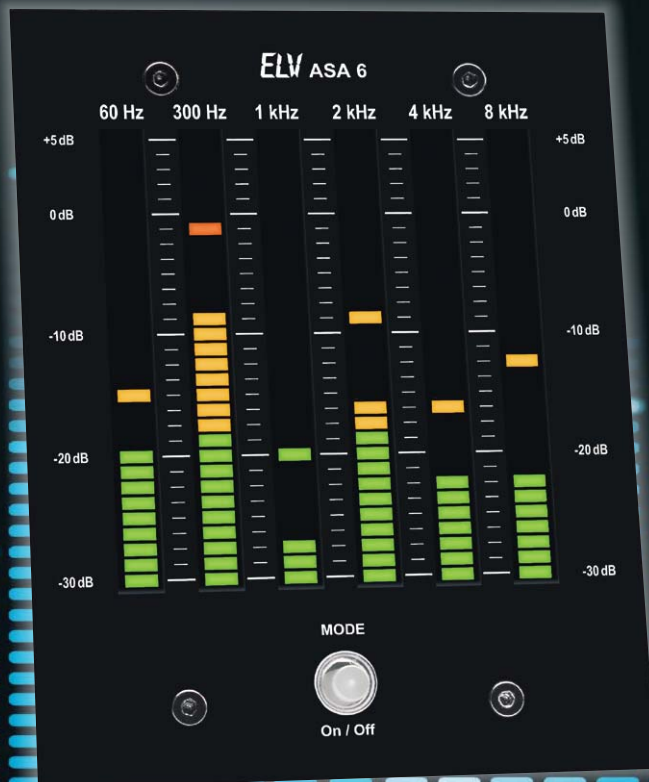 ELV ASA 6
60 Hz 300 Hz 1 kHz 2 kHz 4 kHz 8 kHz
+5 dB +5 dB
0 dB 0 dB
-10 dB -10 dB
-20 dB -20 dB
-30 dB -30 dB
MODE
On / Off